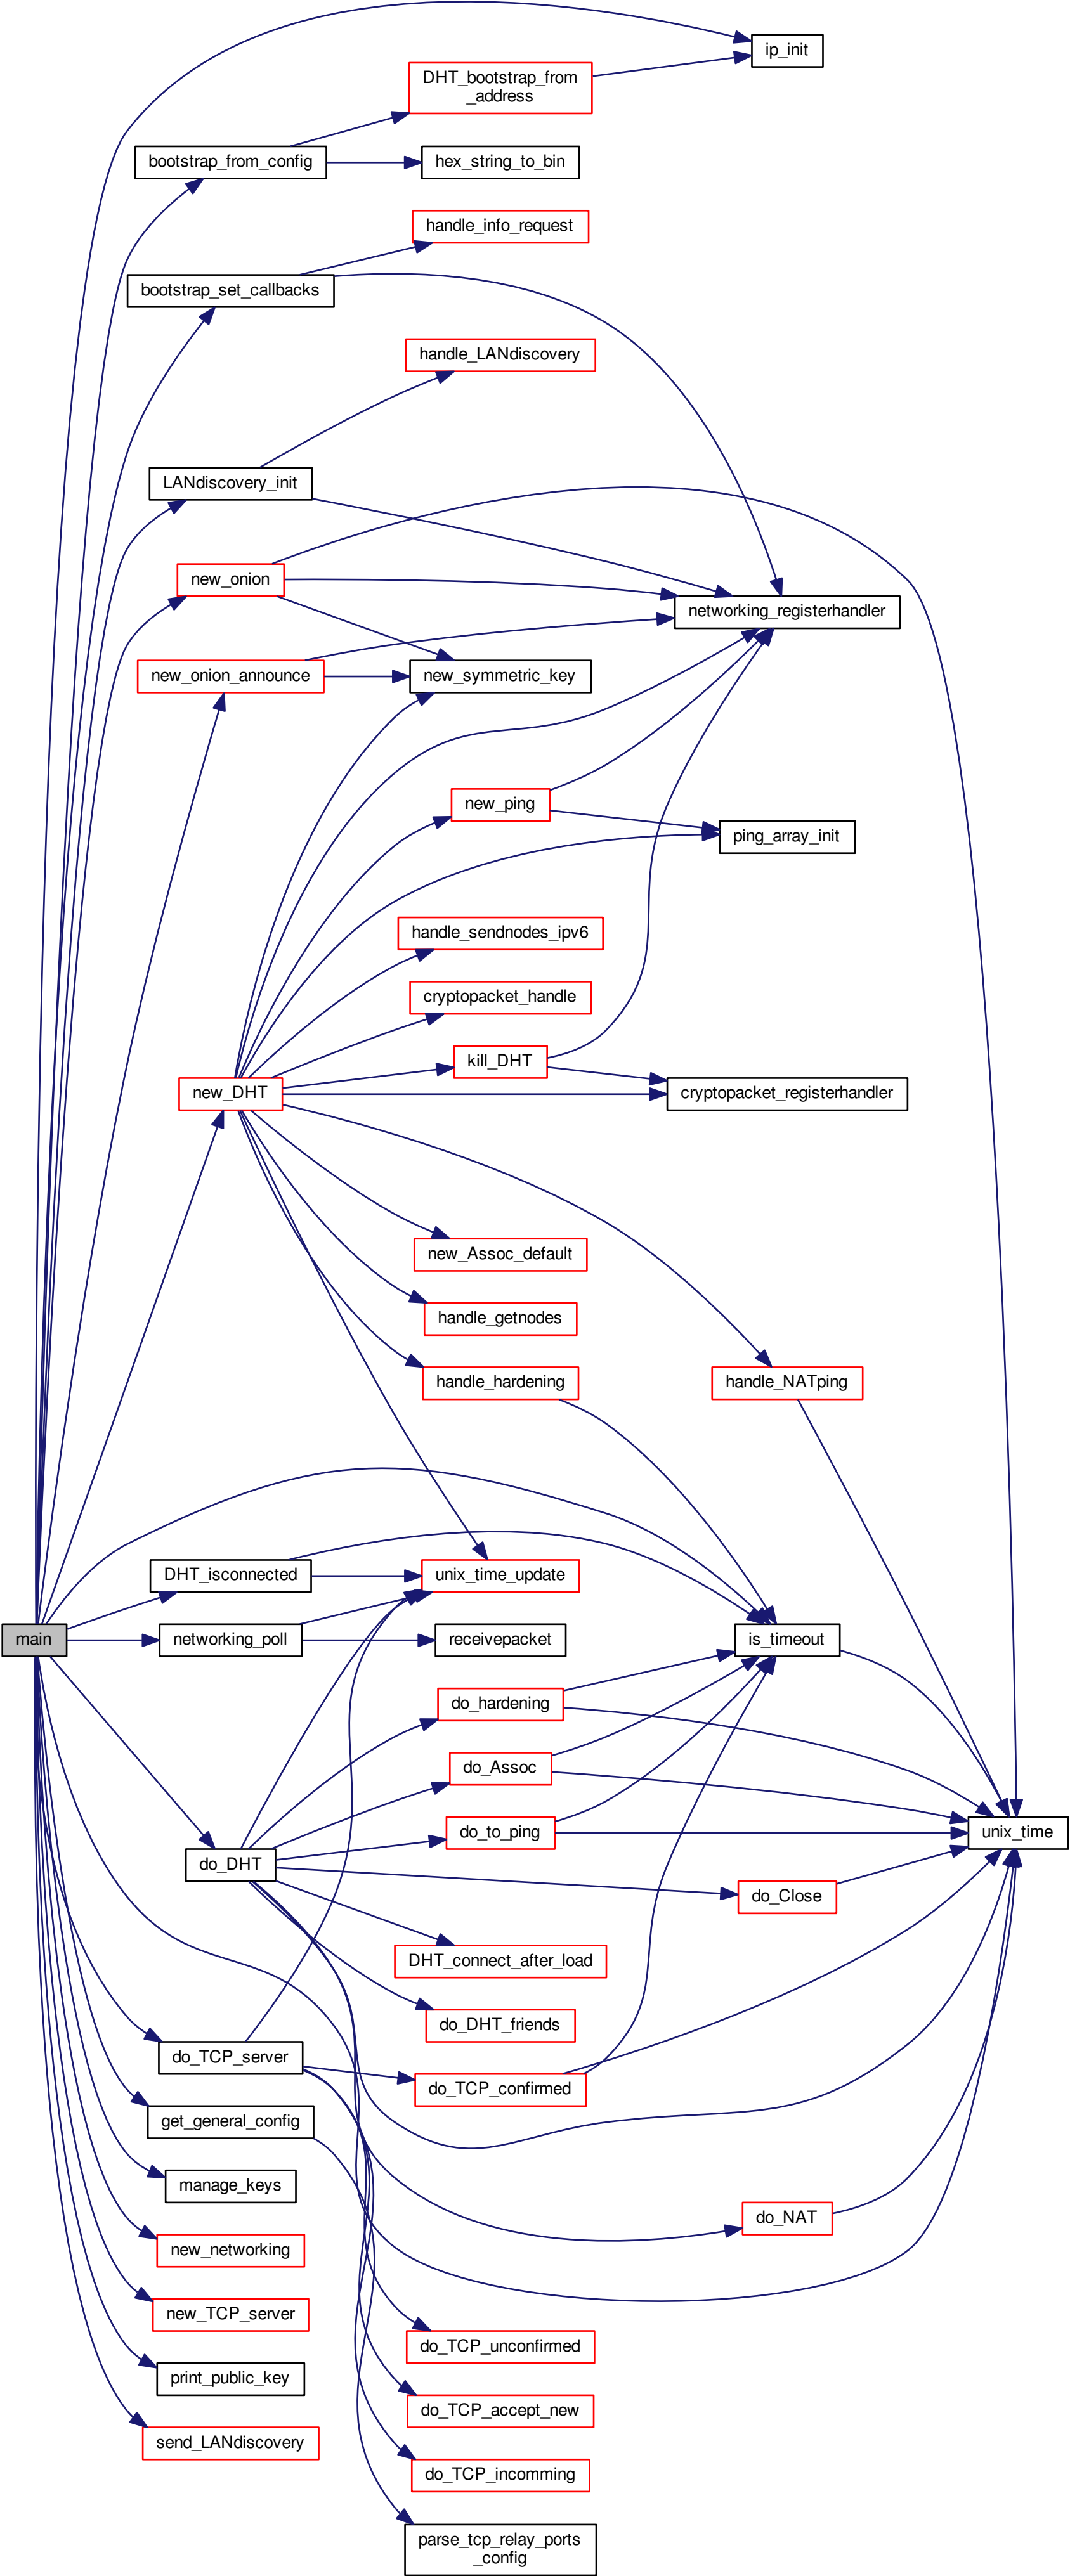 ip_init
DHT_bootstrap_from
_address
bootstrap_from_config
hex_string_to_bin
handle_info_request
bootstrap_set_callbacks
handle_LANdiscovery
LANdiscovery_init
new_onion
networking_registerhandler
new_onion_announce
new_symmetric_key
new_ping
ping_array_init
handle_sendnodes_ipv6
cryptopacket_handle
kill_DHT
new_DHT
cryptopacket_registerhandler
new_Assoc_default
handle_getnodes
handle_hardening
handle_NATping
DHT_isconnected
unix_time_update
main
networking_poll
receivepacket
is_timeout
do_hardening
do_Assoc
do_to_ping
unix_time
do_DHT
do_Close
DHT_connect_after_load
do_DHT_friends
do_TCP_server
do_TCP_confirmed
get_general_config
manage_keys
do_NAT
new_networking
new_TCP_server
do_TCP_unconfirmed
print_public_key
do_TCP_accept_new
send_LANdiscovery
do_TCP_incomming
parse_tcp_relay_ports
_config